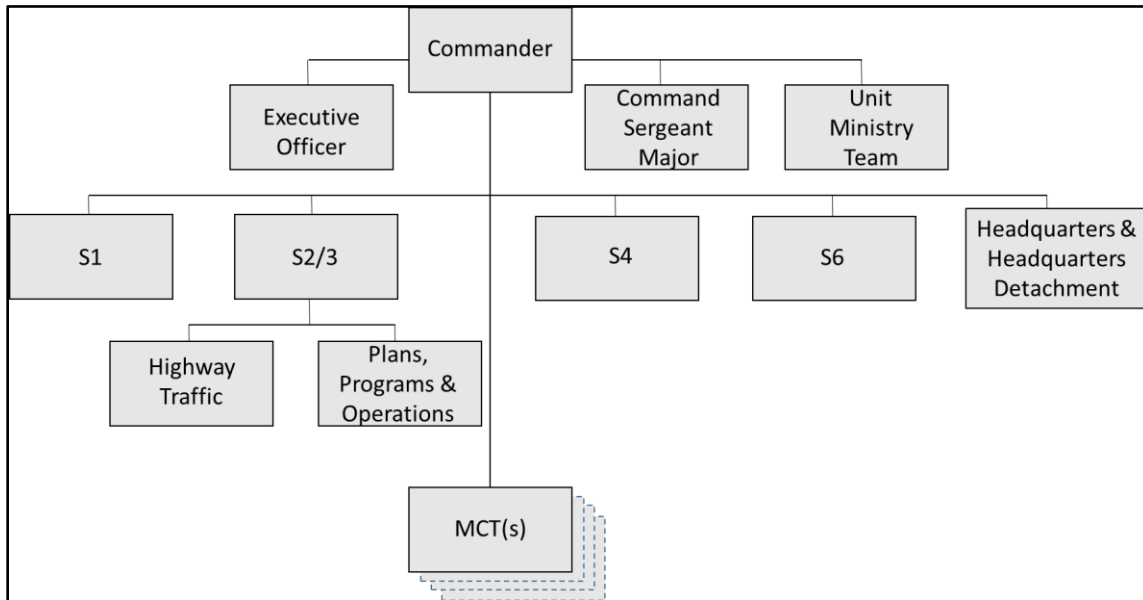 Commander
Executive
Officer
Command
Sergeant
Major
Unit
Ministry
Team
S1
S2/3
S4
S6
Headquarters &
Headquarters
Detachment
Highway
Traffic
Plans,
Programs &
Operations
MCT(s)